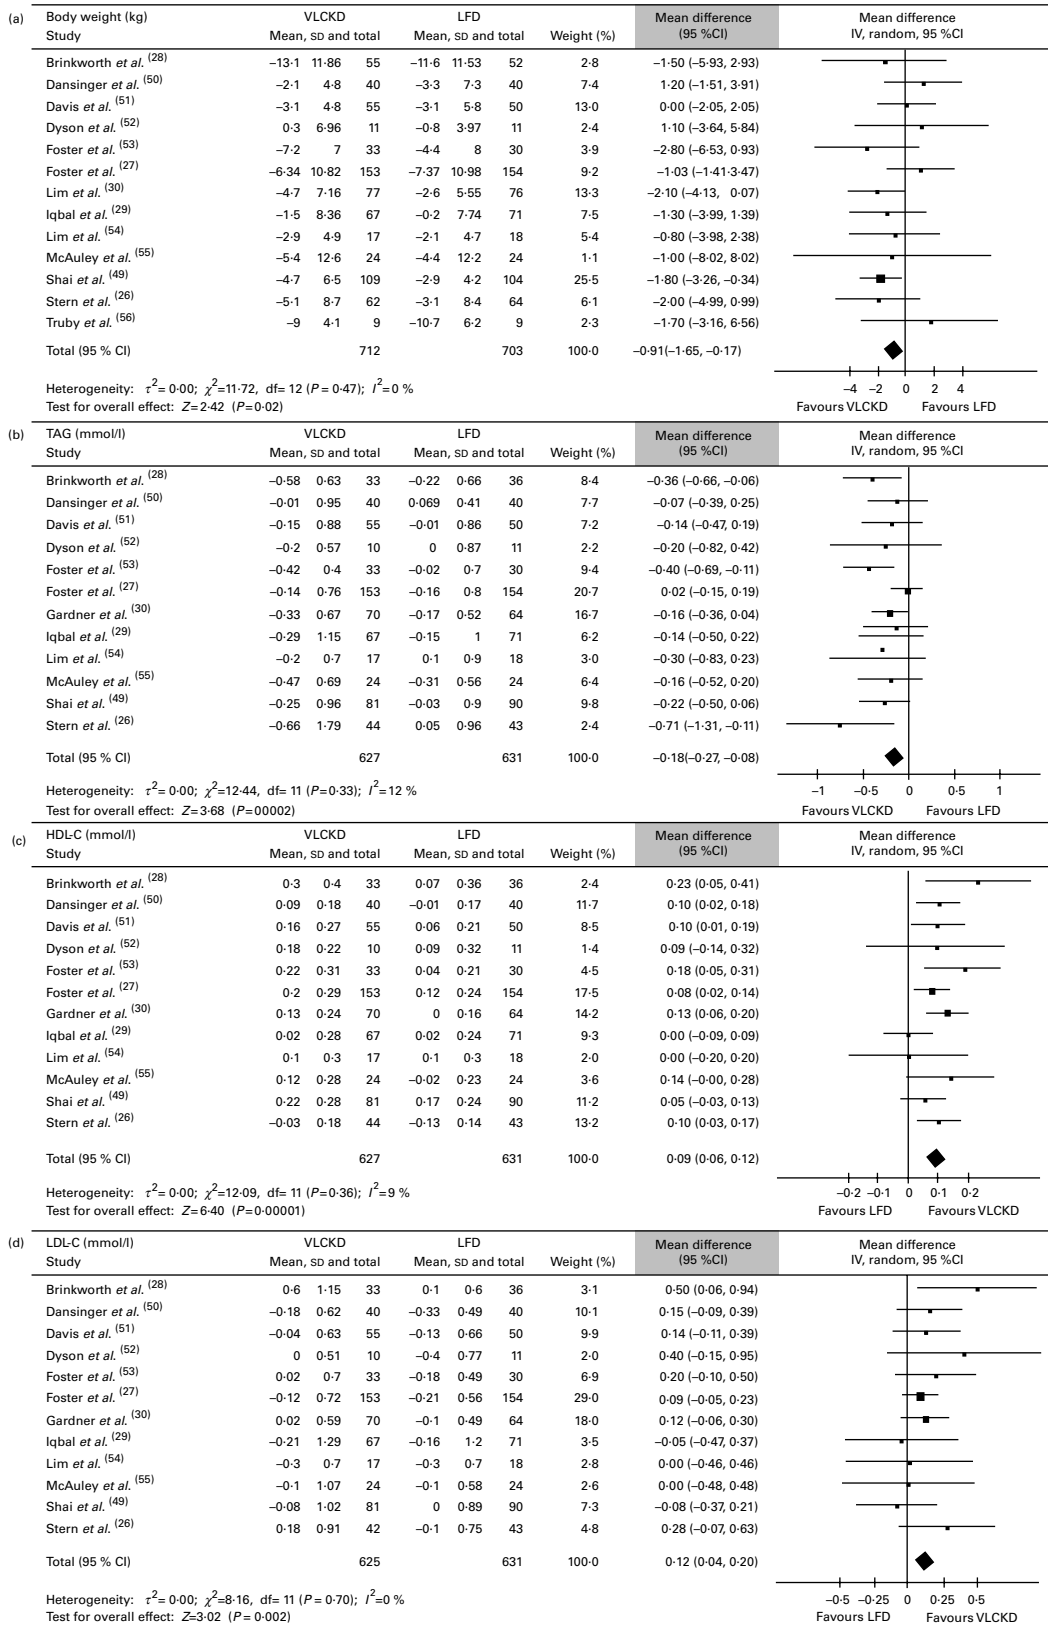 (a) Body weight (kg) VLCKD LFD Mean difference Mean difference
Study Mean, SD and total Mean, SD and total Weight (%) (95 %CI) IV, random, 95 %CI
Brinkworth et al. (28) −13·1 11·86 55 −11·6 11·53 52 2·8 −1·50 (−5·93, 2·93)
Dansinger et al. (50) −2·1 4·8 40 −3·3 7·3 40 7·4 1·20 (−1·51, 3·91)
Davis et al. (51) −3·1 4·8 55 −3·1 5·8 50 13·0 0·00 (−2·05, 2·05)
Dyson et al. (52) 0·3 6·96 11 −0·8 3·97 11 2·4 1·10 (−3·64, 5·84)
Foster et al. (53) −7·2 7 33 −4·4 8 30 3·9 −2·80 (−6·53, 0·93)
Foster et al. (27) −6·34 10·82 153 −7·37 10·98 154 9·2 −1·03 (−1·41·3·47)
Lim et al. (30) −4·7 7·16 77 −2·6 5·55 76 13·3 −2·10 (−4·13, 0·07)
Iqbal et al. (29) −1·5 8·36 67 −0·2 7·74 71 7·5 −1·30 (−3·99, 1·39)
Lim et al. (54) −2·9 4·9 17 −2·1 4·7 18 5·4 −0·80 (−3·98, 2·38)
McAuley et al. (55) −5·4 12·6 24 −4·4 12·2 24 1·1 −1·00 (−8·02, 8·02)
Shai et al. (49) −4·7 6·5 109 −2·9 4·2 104 25·5 −1·80 (−3·26, −0·34)
Stern et al. (26) −5·1 8·7 62 −3·1 8·4 64 6·1 −2·00 (−4·99, 0·99)
Truby et al. (56) −9 4·1 9 −10·7 6·2 9 2·3 −1·70 (−3·16, 6·56)
Total (95 % CI) 712 703 100·0 −0·91(−1·65, −0·17)
−4 −2 0 2 4
Heterogeneity: τ2= 0·00; χ2=11·72, df= 12 (P = 0·47); I2=0 %
Test for overall effect: Z=2·42 (P=0·02) Favours VLCKD Favours LFD
(b) TAG (mmol/l) VLCKD LFD Mean difference Mean difference
Study Mean, SD and total Mean, SD and total Weight (%) (95 %CI) IV, random, 95 %CI
Brinkworth et al. (28) −0·58 0·63 33 −0·22 0·66 36 8·4 −0·36 (−0·66, −0·06)
Dansinger et al. (50) −0·01 0·95 40 0.069 0·41 40 7·7 −0·07 (−0·39, 0·25)
Davis et al. (51) −0·15 0·88 55 −0·01 0·86 50 7·2 −0·14 (−0·47, 0·19)
Dyson et al. (52) −0·2 0·57 10 0 0·87 11 2·2 −0·20 (−0·82, 0·42)
Foster et al. (53) −0·42 0·4 33 −0·02 0·7 30 9·4 −0·40 (−0·69, −0·11)
Foster et al. (27) −0·14 0·76 153 −0·16 0·8 154 20·7 0·02 (−0·15, 0·19)
Gardner et al. (30) −0·33 0·67 70 −0·17 0·52 64 16·7 −0·16 (−0·36, 0·04)
Iqbal et al. (29) −0·29 1·15 67 −0·15 1 71 6·2 −0·14 (−0·50, 0·22)
Lim et al. (54) −0·2 0·7 17 0·1 0·9 18 3·0 −0·30 (−0·83, 0·23)
McAuley et al. (55) −0·47 0·69 24 −0·31 0·56 24 6·4 −0·16 (−0·52, 0·20)
Shai et al. (49) −0·25 0·96 81 −0·03 0·9 90 9·8 −0·22 (−0·50, 0·06)
Stern et al. (26) −0·66 1·79 44 0·05 0·96 43 2·4 −0·71 (−1·31, −0·11)
Total (95 % CI) 627 631 100·0 −0·18(−0·27, −0·08)
Heterogeneity: τ2= 0·00; χ2=12·44, df= 11 (P=0·33); I2=12 % −1 −0·5 0 0·5 1
Test for overall effect: Z=3·68 (P=00002) Favours VLCKD Favours LFD
(c) HDL-C (mmol/l) VLCKD LFD Mean difference Mean difference
Study Mean, SD and total Mean, SD and total Weight (%) (95 %CI) IV, random, 95 %CI
Brinkworth et al. (28) 0·3 0·4 33 0·07 0·36 36 2·4 0·23 (0·05, 0·41)
Dansinger et al. (50) 0·09 0·18 40 −0·01 0·17 40 11·7 0·10 (0·02, 0·18)
Davis et al. (51) 0·16 0·27 55 0·06 0·21 50 8·5 0·10 (0·01, 0·19)
Dyson et al. (52) 0·18 0·22 10 0·09 0·32 11 1·4 0·09 (−0·14, 0·32)
Foster et al. (53) 0·22 0·31 33 0·04 0·21 30 4·5 0·18 (0·05, 0·31)
Foster et al. (27) 0·2 0·29 153 0·12 0·24 154 17·5 0·08 (0·02, 0·14)
Gardner et al. (30) 0·13 0·24 70 0 0·16 64 14·2 0·13 (0·06, 0·20)
Iqbal et al. (29) 0·02 0·28 67 0·02 0·24 71 9·3 0·00 (−0·09, 0·09)
Lim et al. (54) 0·1 0·3 17 0·1 0·3 18 2·0 0·00 (−0·20, 0·20)
McAuley et al. (55) 0·12 0·28 24 −0·02 0·23 24 3·6 0·14 (−0·00, 0·28)
Shai et al. (49) 0·22 0·28 81 0·17 0·24 90 11·2 0·05 (−0·03, 0·13)
Stern et al. (26) −0·03 0·18 44 −0·13 0·14 43 13·2 0·10 (0·03, 0·17)
Total (95 % CI) 627 631 100·0 0·09 (0·06, 0·12)
Heterogeneity: τ2= 0·00; χ2=12·09, df= 11 (P=0·36); I2=9 % −0·2 −0·1 0 0·1 0·2
Test for overall effect: Z=6·40 (P=0·00001) Favours LFD Favours VLCKD
(d) LDL-C (mmol/l) VLCKD LFD Mean difference Mean difference
Study Mean, SD and total Mean, SD and total Weight (%) (95 %CI) IV, random, 95 %CI
Brinkworth et al. (28) 0·6 1·15 33 0·1 0·6 36 3·1 0·50 (0·06, 0·94)
Dansinger et al. (50) −0·18 0·62 40 −0·33 0·49 40 10·1 0·15 (−0·09, 0·39)
Davis et al. (51) −0·04 0·63 55 −0·13 0·66 50 9·9 0·14 (−0·11, 0·39)
Dyson et al. (52) 0 0·51 10 −0·4 0·77 11 2·0 0·40 (−0·15, 0·95)
Foster et al. (53) 0·02 0·7 33 −0·18 0·49 30 6·9 0·20 (−0·10, 0·50)
Foster et al. (27) −0·12 0·72 153 −0·21 0·56 154 29·0 0·09 (−0·05, 0·23)
Gardner et al. (30) 0·02 0·59 70 −0·1 0·49 64 18·0 0·12 (−0·06, 0·30)
Iqbal et al. (29) −0·21 1·29 67 −0·16 1·2 71 3·5 −0·05 (−0·47, 0·37)
Lim et al. (54) −0·3 0·7 17 −0·3 0·7 18 2·8 0·00 (−0·46, 0·46)
McAuley et al. (55) −0·1 1·07 24 −0·1 0·58 24 2·6 0·00 (−0·48, 0·48)
Shai et al. (49) −0·08 1·02 81 0 0·89 90 7·3 −0·08 (−0·37, 0·21)
Stern et al. (26) 0·18 0·91 42 −0·1 0·75 43 4·8 0·28 (−0·07, 0·63)
Total (95 % CI) 625 631 100·0 0·12 (0·04, 0·20)
Heterogeneity: τ2= 0·00; χ2=8·16, df= 11 (P = 0·70); I2=0 % −0·5 −0·25 0 0·25 0·5
Test for overall effect: Z=3·02 (P = 0·002) Favours LFD Favours VLCKD